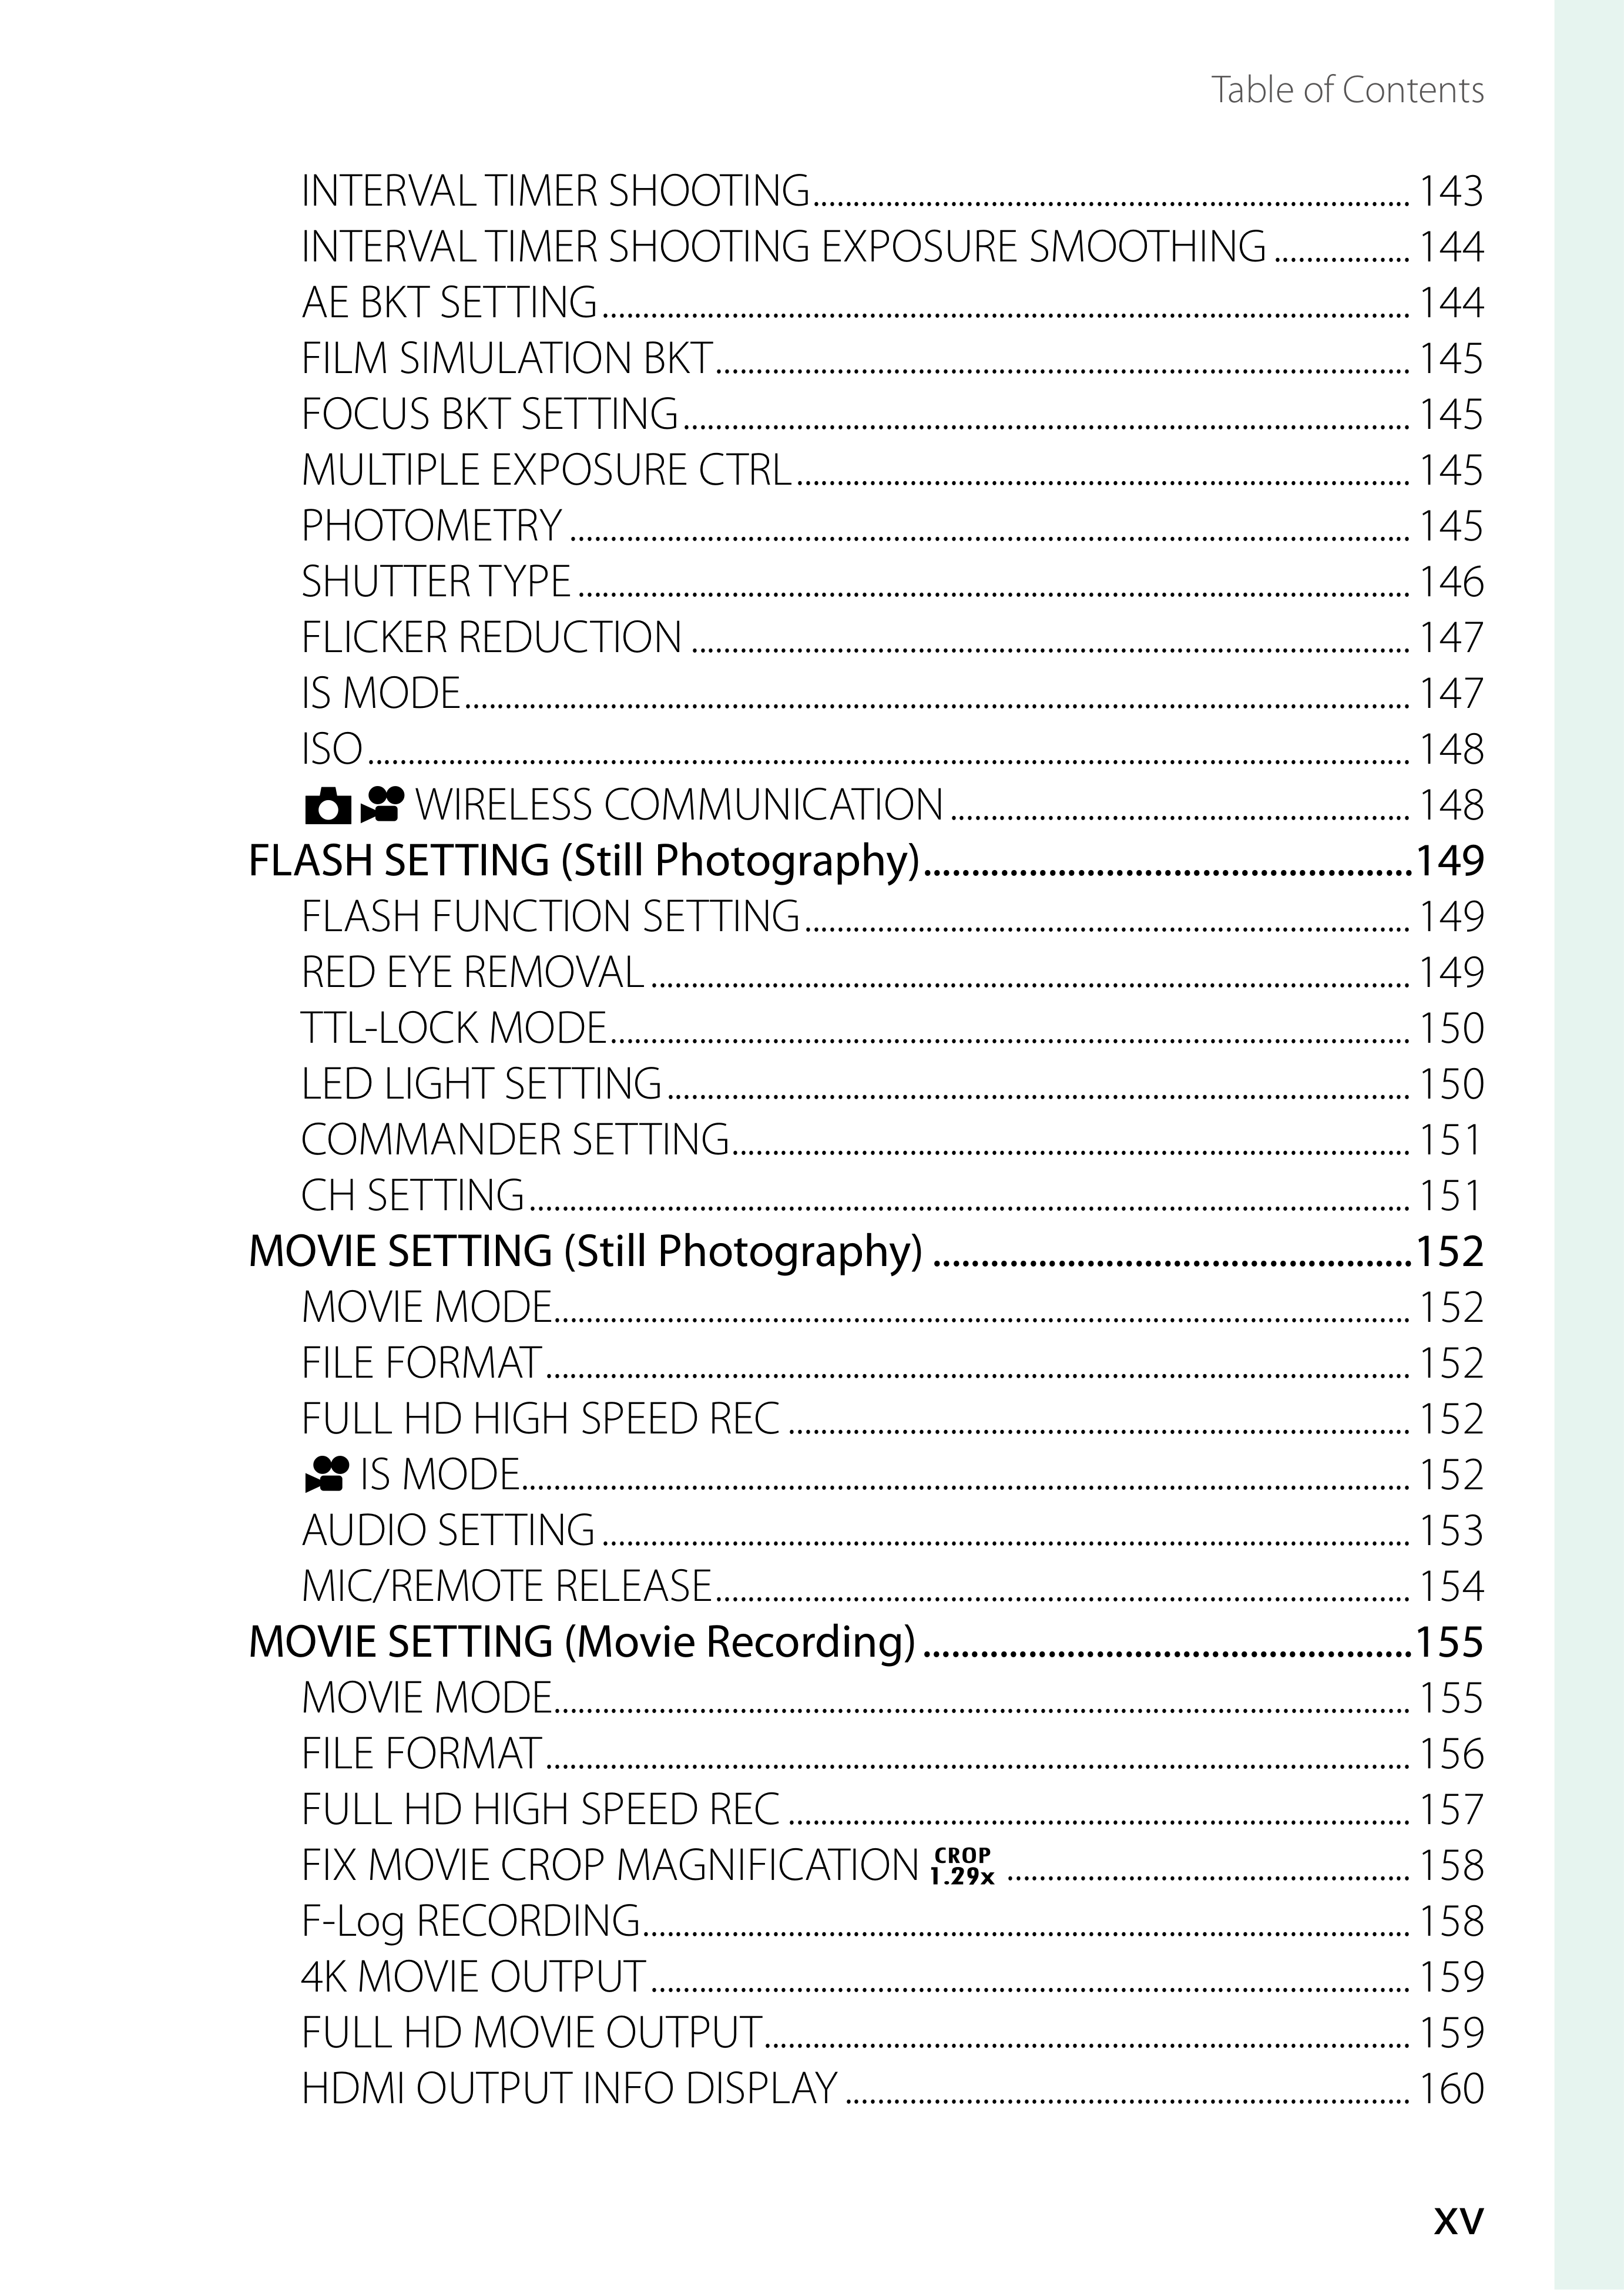 Table of Contents
INTERVAL TIMER SHOOTING.......................................................................... 143
INTERVAL TIMER SHOOTING EXPOSURE SMOOTHING ................. 144
AE BKT SETTING.................................................................................................... 144
FILM SIMULATION BKT...................................................................................... 145
FOCUS BKT SETTING.......................................................................................... 145
MULTIPLE EXPOSURE CTRL............................................................................ 145
PHOTOMETRY ........................................................................................................ 145
SHUTTER TYPE ....................................................................................................... 146
FLICKER REDUCTION ......................................................................................... 147
IS MODE..................................................................................................................... 147
ISO................................................................................................................................. 148
WIRELESS COMMUNICATION......................................................... 148
FLASH SETTING (Still Photography)...................................................149
FLASH FUNCTION SETTING........................................................................... 149
RED EYE REMOVAL .............................................................................................. 149
TTL-LOCK MODE................................................................................................... 150
LED LIGHT SETTING............................................................................................ 150
COMMANDER SETTING.................................................................................... 151
CH SETTING............................................................................................................. 151
MOVIE SETTING (Still Photography) ..................................................152
MOVIE MODE.......................................................................................................... 152
FILE FORMAT........................................................................................................... 152
FULL HD HIGH SPEED REC ............................................................................. 152
IS MODE.............................................................................................................. 152
AUDIO SETTING .................................................................................................... 153
MIC/REMOTE RELEASE...................................................................................... 154
MOVIE SETTING (Movie Recording)...................................................155
MOVIE MODE.......................................................................................................... 155
FILE FORMAT........................................................................................................... 156
FULL HD HIGH SPEED REC ............................................................................. 157
FIX MOVIE CROP MAGNIFICATION CROP 1.29x .................................................. 158
F-Log RECORDING............................................................................................... 158
4K MOVIE OUTPUT.............................................................................................. 159
FULL HD MOVIE OUTPUT................................................................................ 159
HDMI OUTPUT INFO DISPLAY ...................................................................... 160
xv